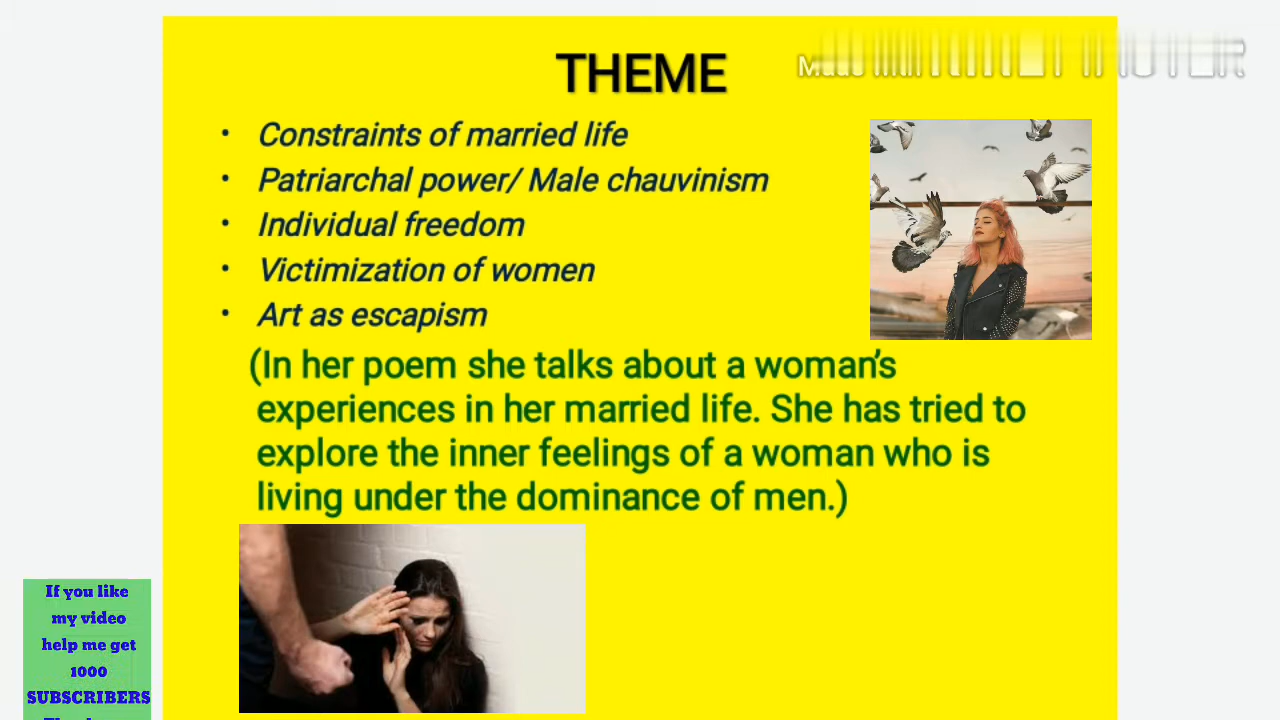 THEME
• Constraints of married life
• Patriarchal power/ Male chauvinism
• Individual freedom
• Victimization of women
• Art as escapism
(In her poem she talks about a woman's
experiences in her married life. She has tried to
explore the inner feelings of a woman who is
living under the dominance of men.)
If you like
my video
help me get
1000
SUBSCRIBERS